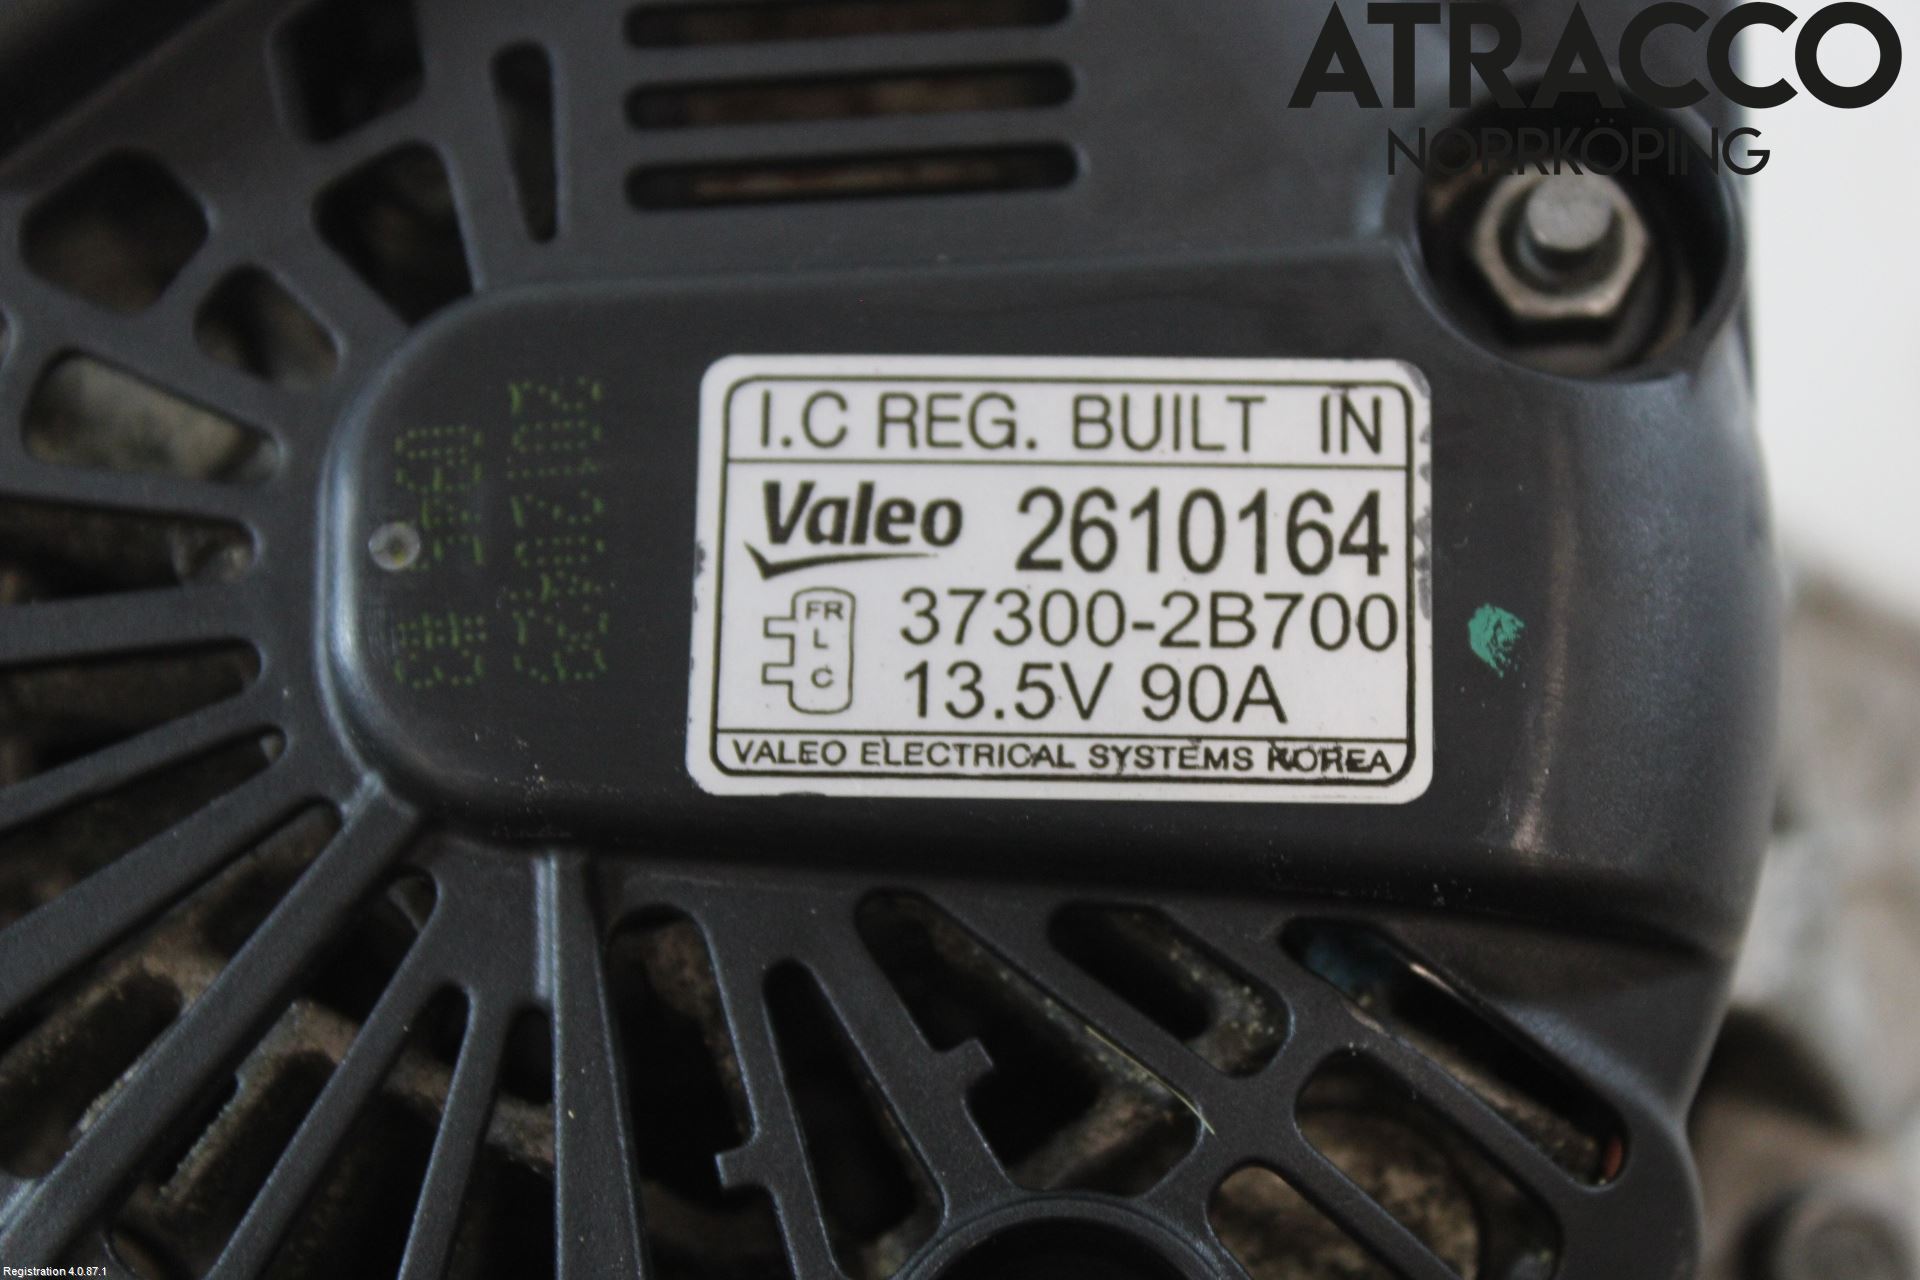 ATRACCO
NORRKÖPING
I.C REG. BUILT IN
Valeo 2610164
FR
L
C
37300-2B700
13.5V 90A
VALEO ELECTRICAL SYSTEMS KOREA
Registration 4.0.87.1